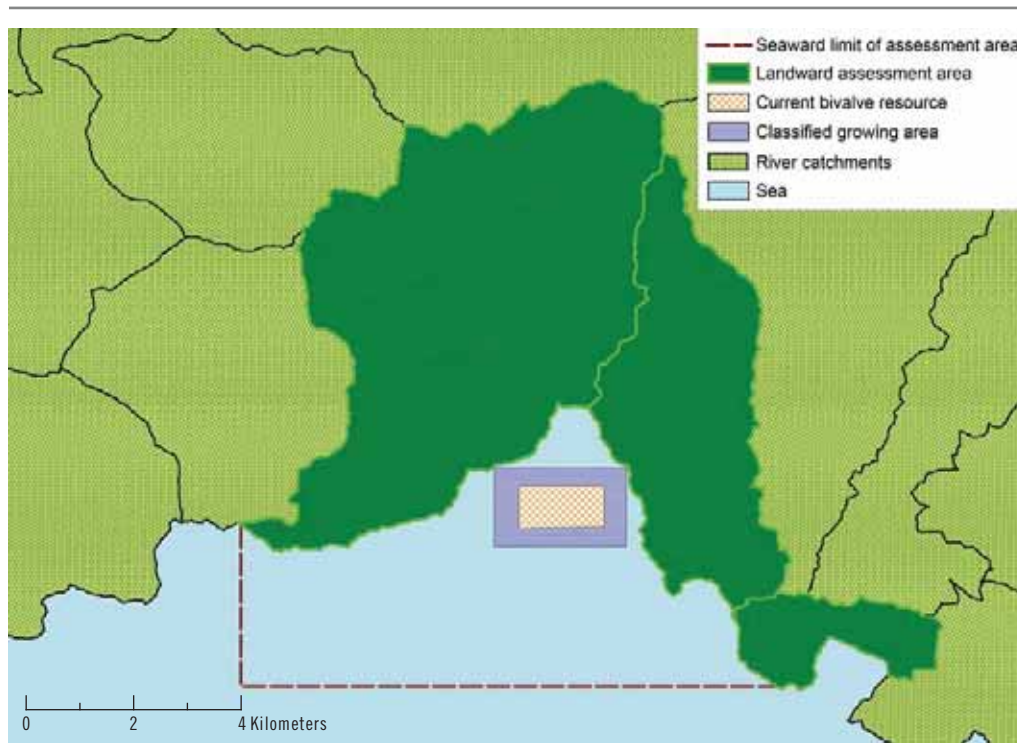 Seaward limit of assessment area
Landward assessment area
Current bivalve resource
Classified growing area
River catchments
Sea
0 2 4 Kilometers